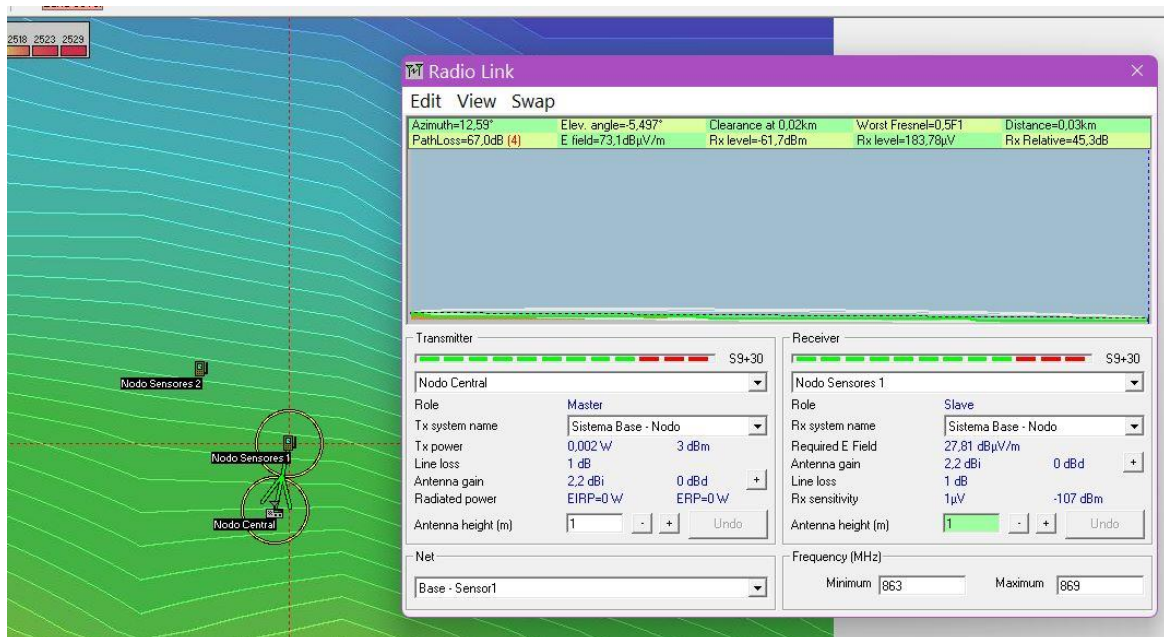 2518 2523 2529
Radio Link
Edit View Swap
Azimuth=12,59° Elev. angle=-5,497° Clearance at 0,02km Worst Fresnel=0,5F1 Distance=0,03km
PathLoss=67,0dB (4) E field=73,1dBµV/m Rx level=-61,7dBm Rx level=183,78µV Rx Relative=45,3dB
Transmitter
S9+30
Nodo Central
Role Master
Tx system name Sistema Base - Nodo
Tx power 0,002 W 3 dBm
Line loss 1 dB
Antenna gain 2,2 dBi 0 dBd +
Radiated power EIRP=0 W ERP=0 W
Antenna height (m) 1 - + Undo
Net
Base - Sensor1
Receiver
S9+30
Nodo Sensores 1
Role Slave
Rx system name Sistema Base - Nodo
Required E Field 27,81 dBµV/m
Antenna gain 2,2 dBi 0 dBd +
Line loss 1 dB
Rx sensitivity 1µV -107 dBm
Antenna height (m) 1 - + Undo
Frequency (MHz)
Minimum 863 Maximum 869
Nodo Sensores 2
Nodo Sensores 1
Nodo Central